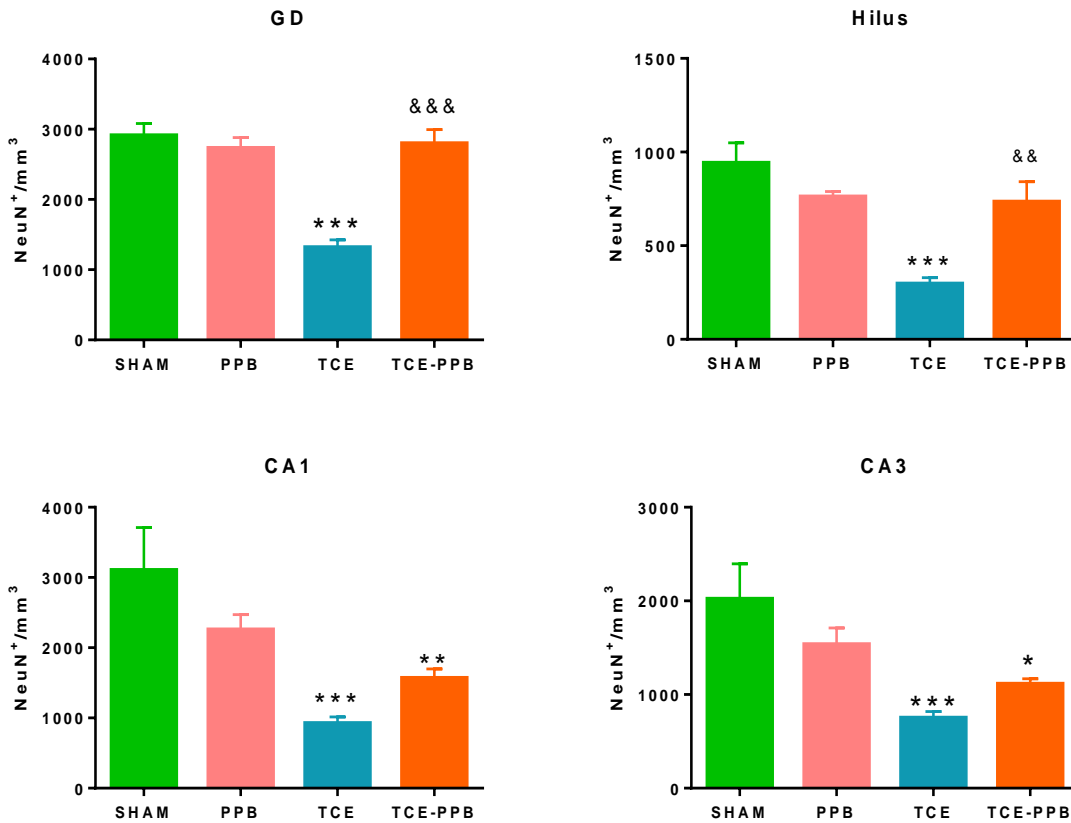 GD
NeuN⁺/mm³
4000
3000
2000
1000
0
&&&
***
SHAM PPB TCE TCE-PPB
Hilus
NeuN⁺/mm³
1500
1000
500
0
&&
***
SHAM PPB TCE TCE-PPB
CA1
NeuN⁺/mm³
4000
3000
2000
1000
0
**
***
SHAM PPB TCE TCE-PPB
CA3
NeuN⁺/mm³
3000
2000
1000
0
*
***
SHAM PPB TCE TCE-PPB